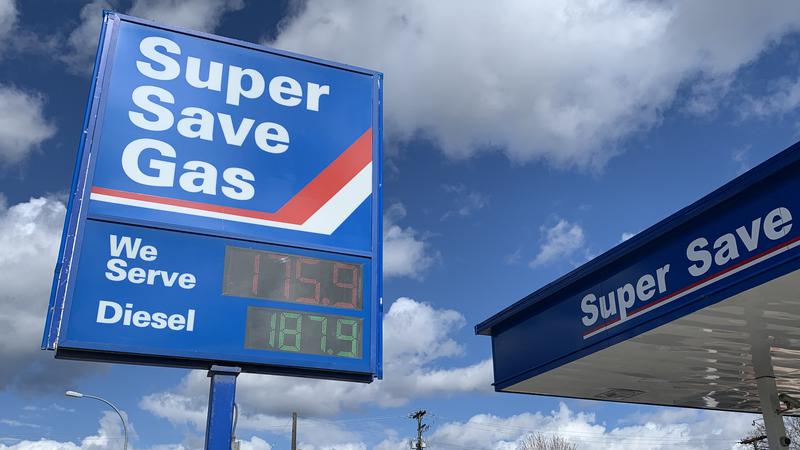 Super
Save
Gas
We
Serve
175.9
Diesel
187.9
Super Save